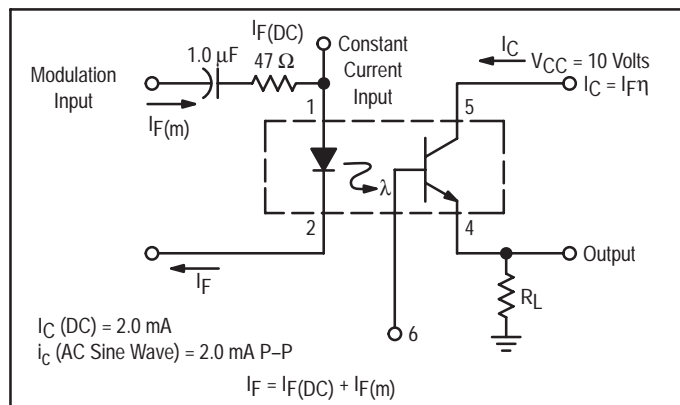 I_F(DC)
1.0 μF
47 Ω
Constant
Current
Input
Modulation
Input
I_F(m)
I_C
V_CC = 10 Volts
I_C = I_Fη
1
5
λ
2
4
I_F
Output
R_L
6
I_C (DC) = 2.0 mA
i_c (AC Sine Wave) = 2.0 mA P–P
I_F = I_F(DC) + I_F(m)